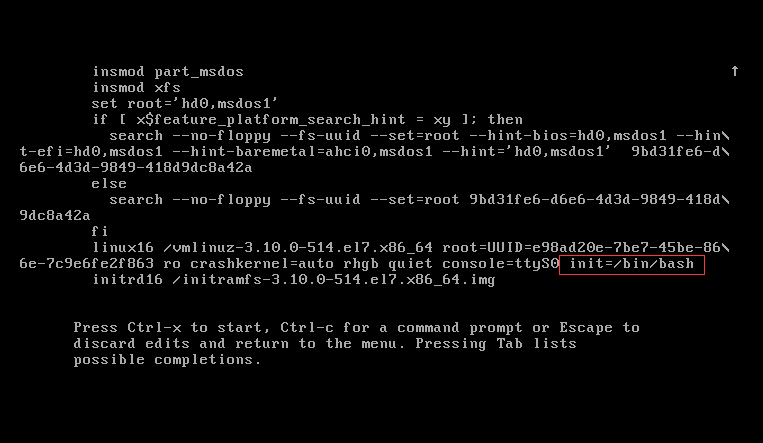 insmod part_msdos
insmod xfs
set root='hd0,msdos1'
if [ x$feature_platform_search_hint = xy ]; then
search --no-floppy --fs-uuid --set=root --hint-bios=hd0,msdos1 --hin\
t-efi=hd0,msdos1 --hint-baremetal=ahci0,msdos1 --hint='hd0,msdos1'  9bd31fe6-d\
6e6-4d3d-9849-418d9dc8a42a
else
search --no-floppy --fs-uuid --set=root 9bd31fe6-d6e6-4d3d-9849-418d\
9dc8a42a
fi
linux16 /vmlinuz-3.10.0-514.el7.x86_64 root=UUID=e98ad20e-7be7-45be-86\
6e-7c9e6fe2f863 ro crashkernel=auto rhgb quiet console=ttyS0 init=/bin/bash
initrd16 /initramfs-3.10.0-514.el7.x86_64.img
Press Ctrl-x to start, Ctrl-c for a command prompt or Escape to
discard edits and return to the menu. Pressing Tab lists
possible completions.